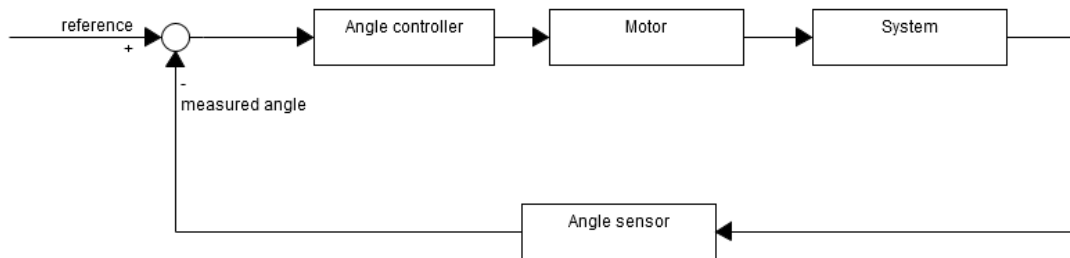 reference
+
Angle controller
Motor
System
-
measured angle
Angle sensor